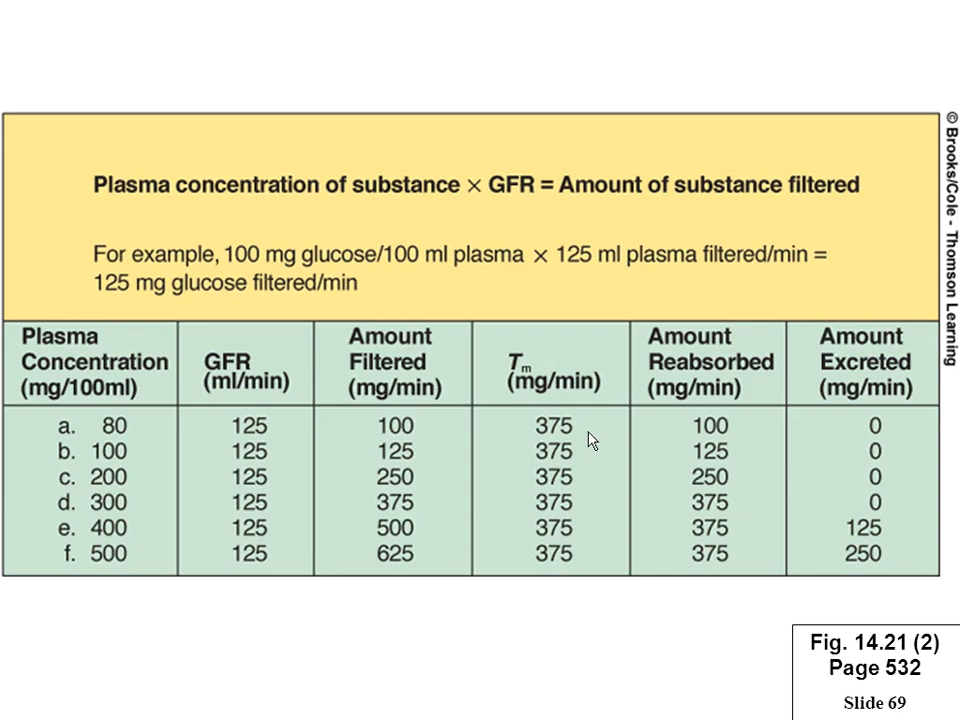 Plasma concentration of substance × GFR = Amount of substance filtered
For example, 100 mg glucose/100 ml plasma × 125 ml plasma filtered/min =
125 mg glucose filtered/min
Plasma Concentration (mg/100ml) GFR (ml/min) Amount Filtered (mg/min) Tm (mg/min) Amount Reabsorbed (mg/min) Amount Excreted (mg/min)
a. 80 125 100 375 100 0
b. 100 125 125 375 125 0
c. 200 125 250 375 250 0
d. 300 125 375 375 375 0
e. 400 125 500 375 375 125
f. 500 125 625 375 375 250
© Brooks/Cole - Thomson Learning
Fig. 14.21 (2)
Page 532
Slide 69